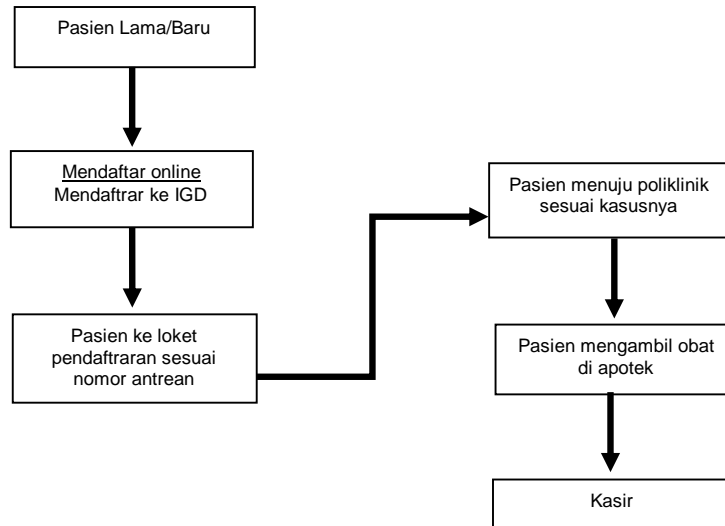 Pasien Lama/Baru
Mendaftar online
Mendaftrar ke IGD
Pasien ke loket
pendaftraran sesuai
nomor antrean
Pasien menuju poliklinik
sesuai kasusnya
Pasien mengambil obat
di apotek
Kasir